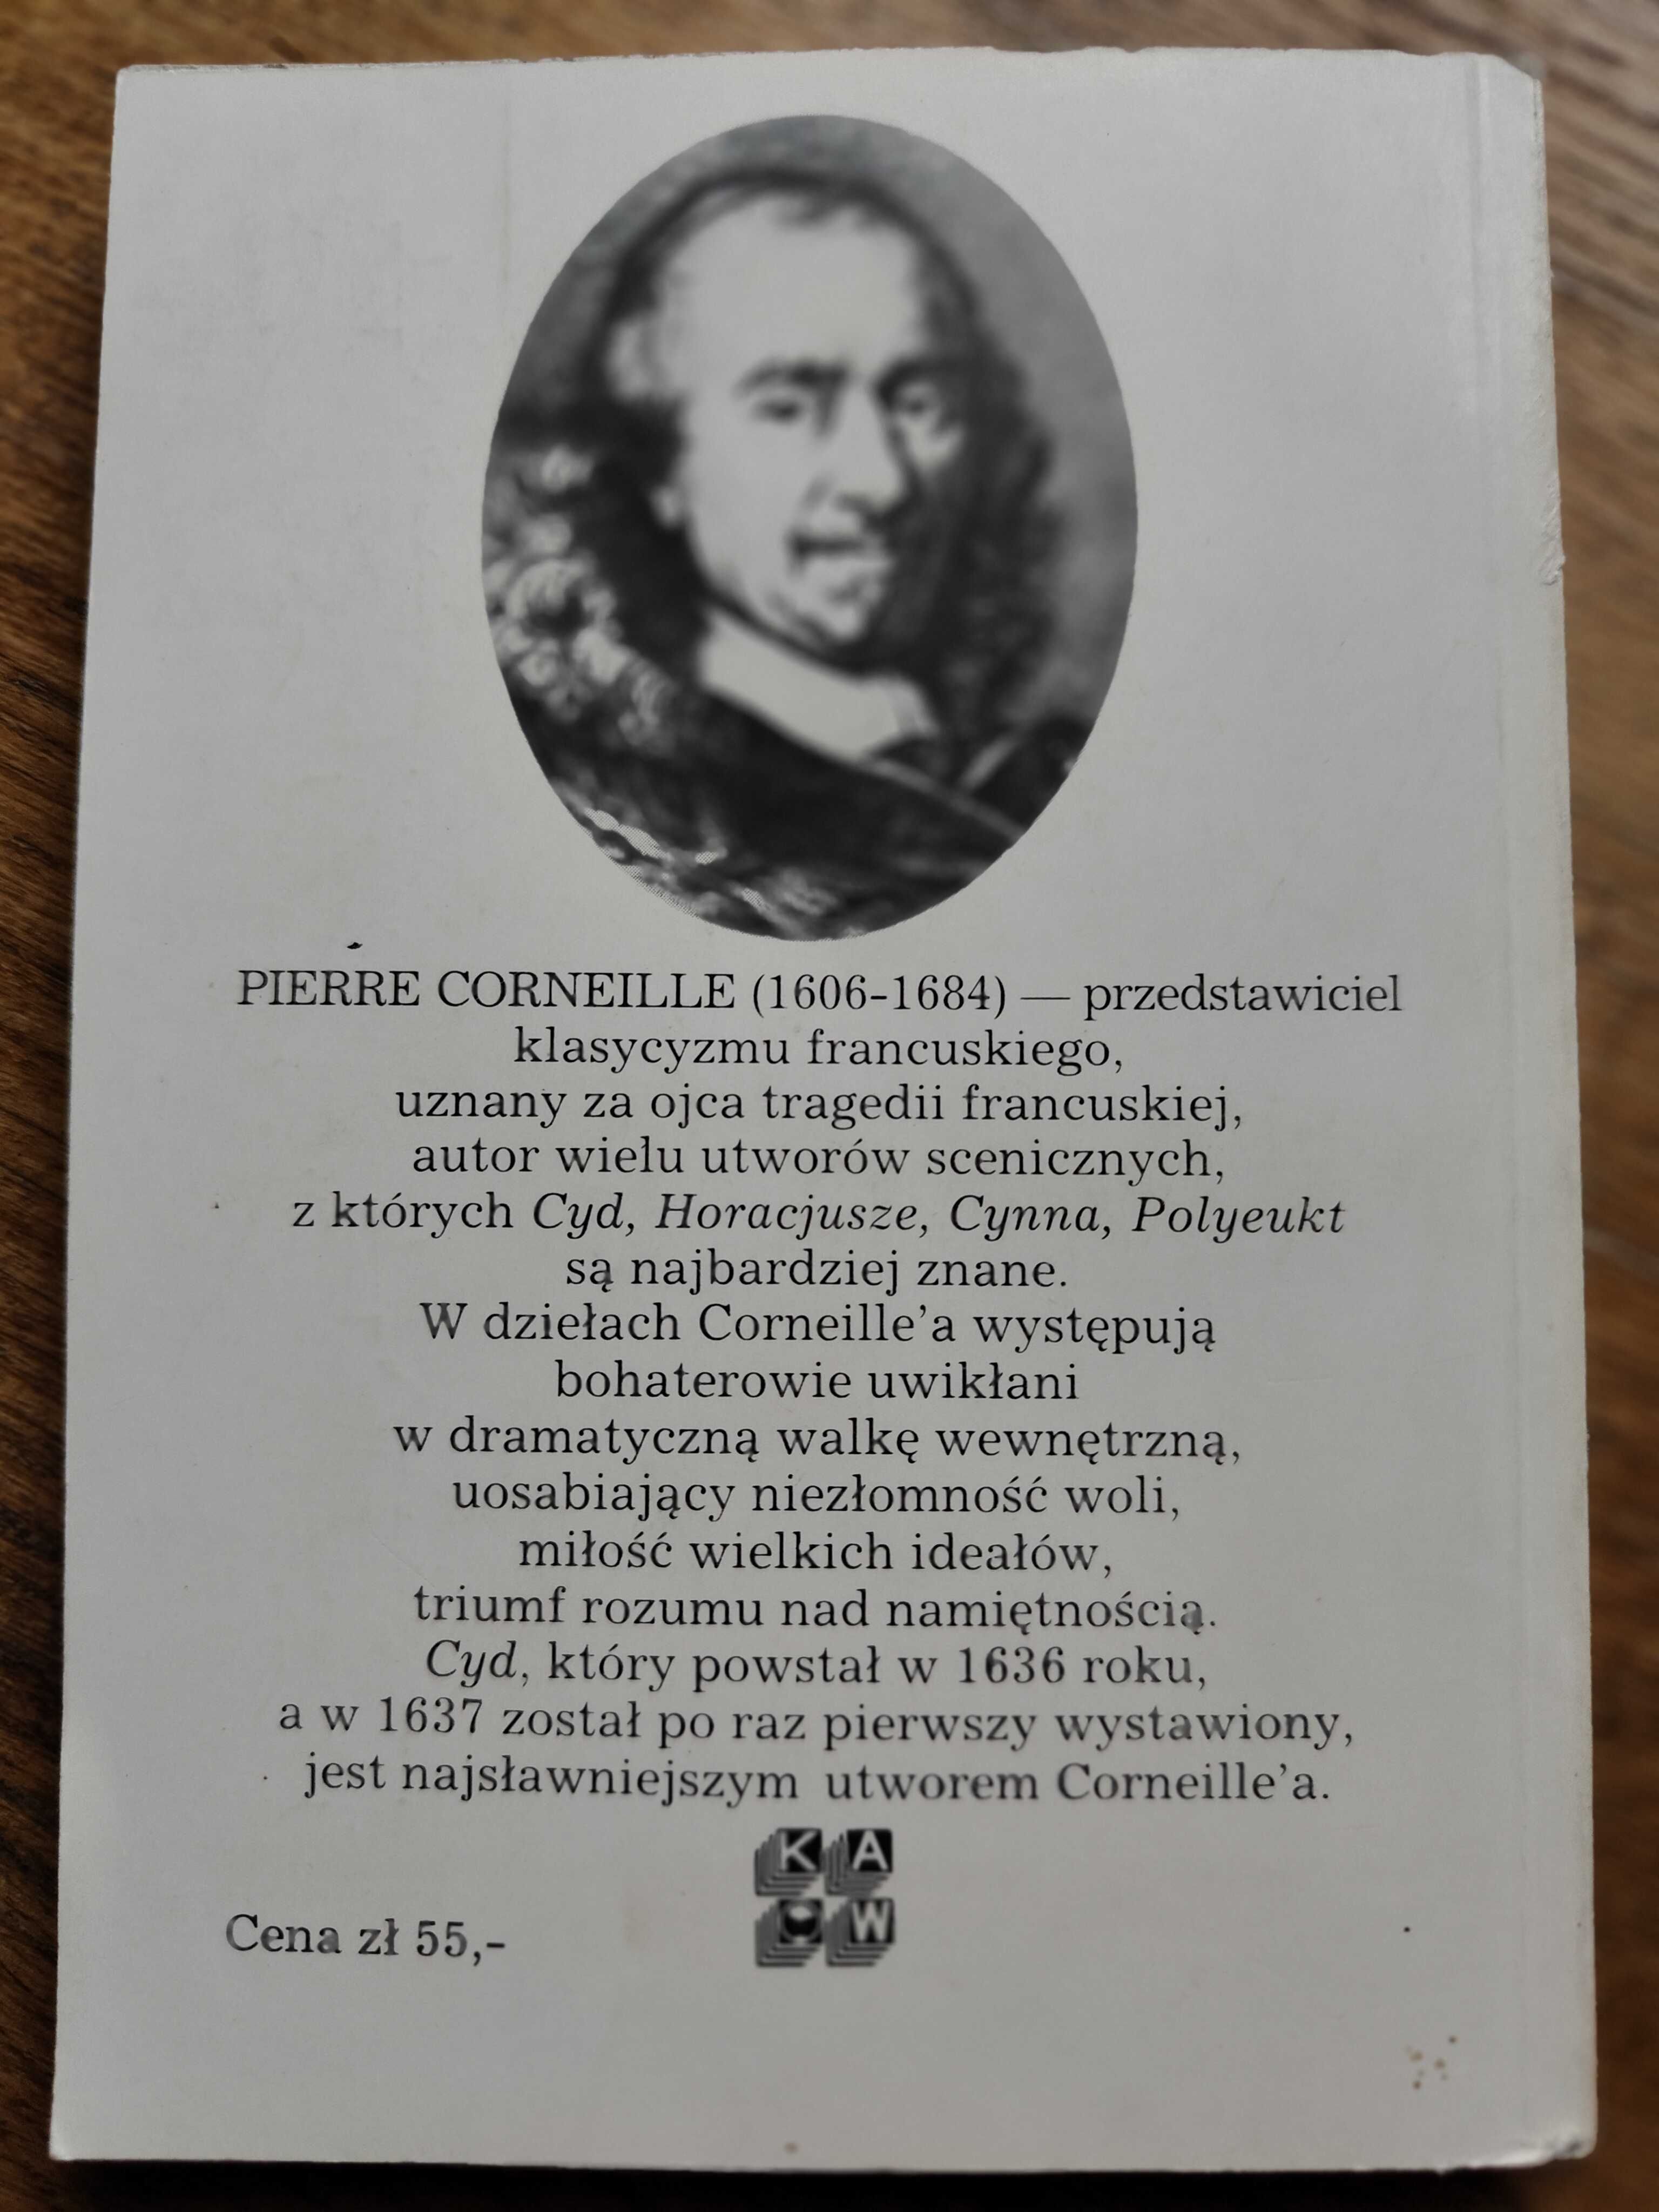 PIERRE CORNEILLE (1606-1684) — przedstawiciel
klasycyzmu francuskiego,
uznany za ojca tragedii francuskiej,
autor wielu utworów scenicznych,
z których Cyd, Horacjusze, Cynna, Polyeukt
są najbardziej znane.
W dziełach Corneille'a występują
bohaterowie uwikłani
w dramatyczną walkę wewnętrzną,
uosabiający niezłomność woli,
miłość wielkich ideałów,
triumf rozumu nad namiętnością.
Cyd, który powstał w 1636 roku,
a w 1637 został po raz pierwszy wystawiony,
jest najsławniejszym utworem Corneille'a.
K A
W
Cena zł 55,-